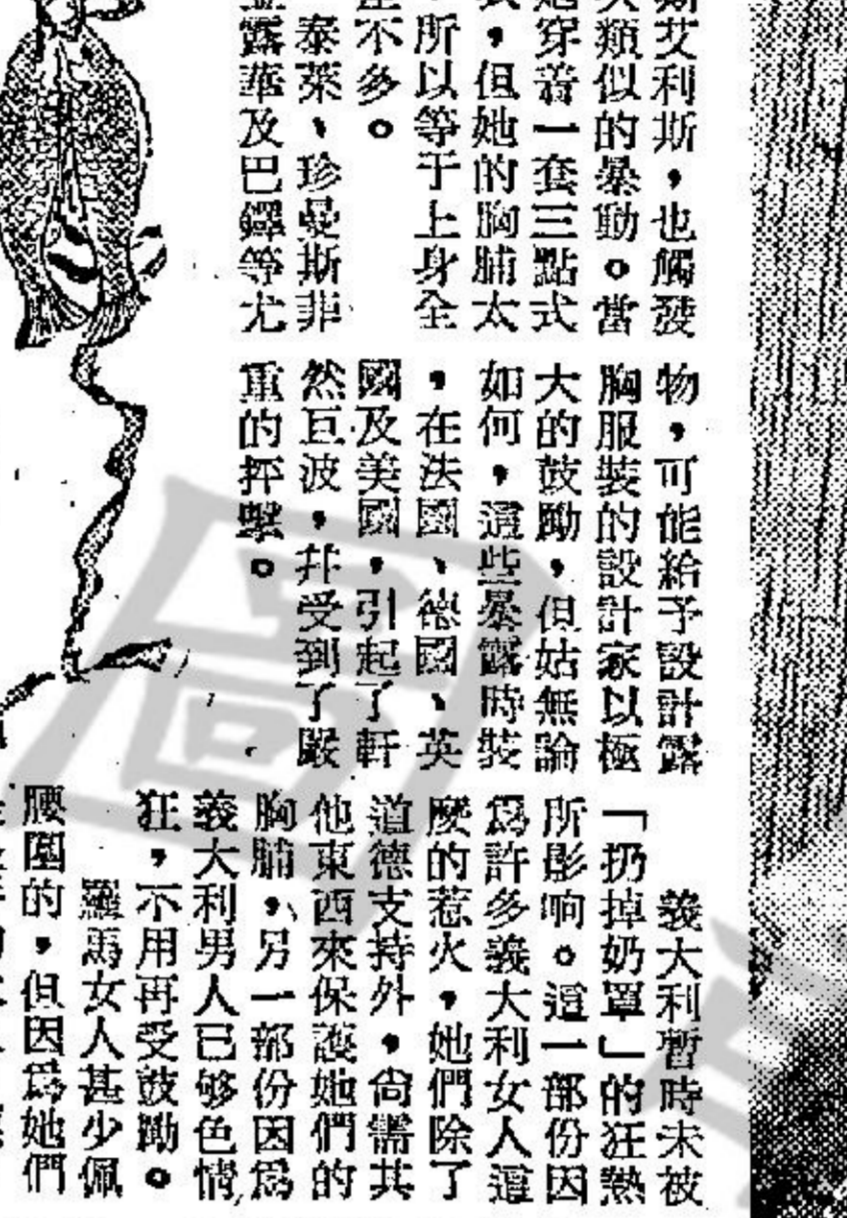 斯艾利斯，也觸發
類似的暴動。當
她穿着一套三點式
，但她的胸脯太
，所以等于上身全
差不多。
泰萊、珍曼斯菲
露華及巴鐸等尤
物，可能給予設計露
胸服裝的設計家以極
大的鼓勵，但姑無論
如何，這些暴露時裝
，在法國、德國、英
國及美國，引起了軒
然巨波，幷受到了嚴
重的抨擊。
義大利暫時未被
「扔掉奶罩」的狂熱
所影响。這一部份因
爲許多義大利女人這
麼的惹火，她們除了
道德支持外，尙需其
他東西來保護她們的
胸脯，另一部份因爲
義大利男人已够色情
狂，不用再受鼓勵。
羅馬女人甚少佩
腰圍的，但因爲她們
圖